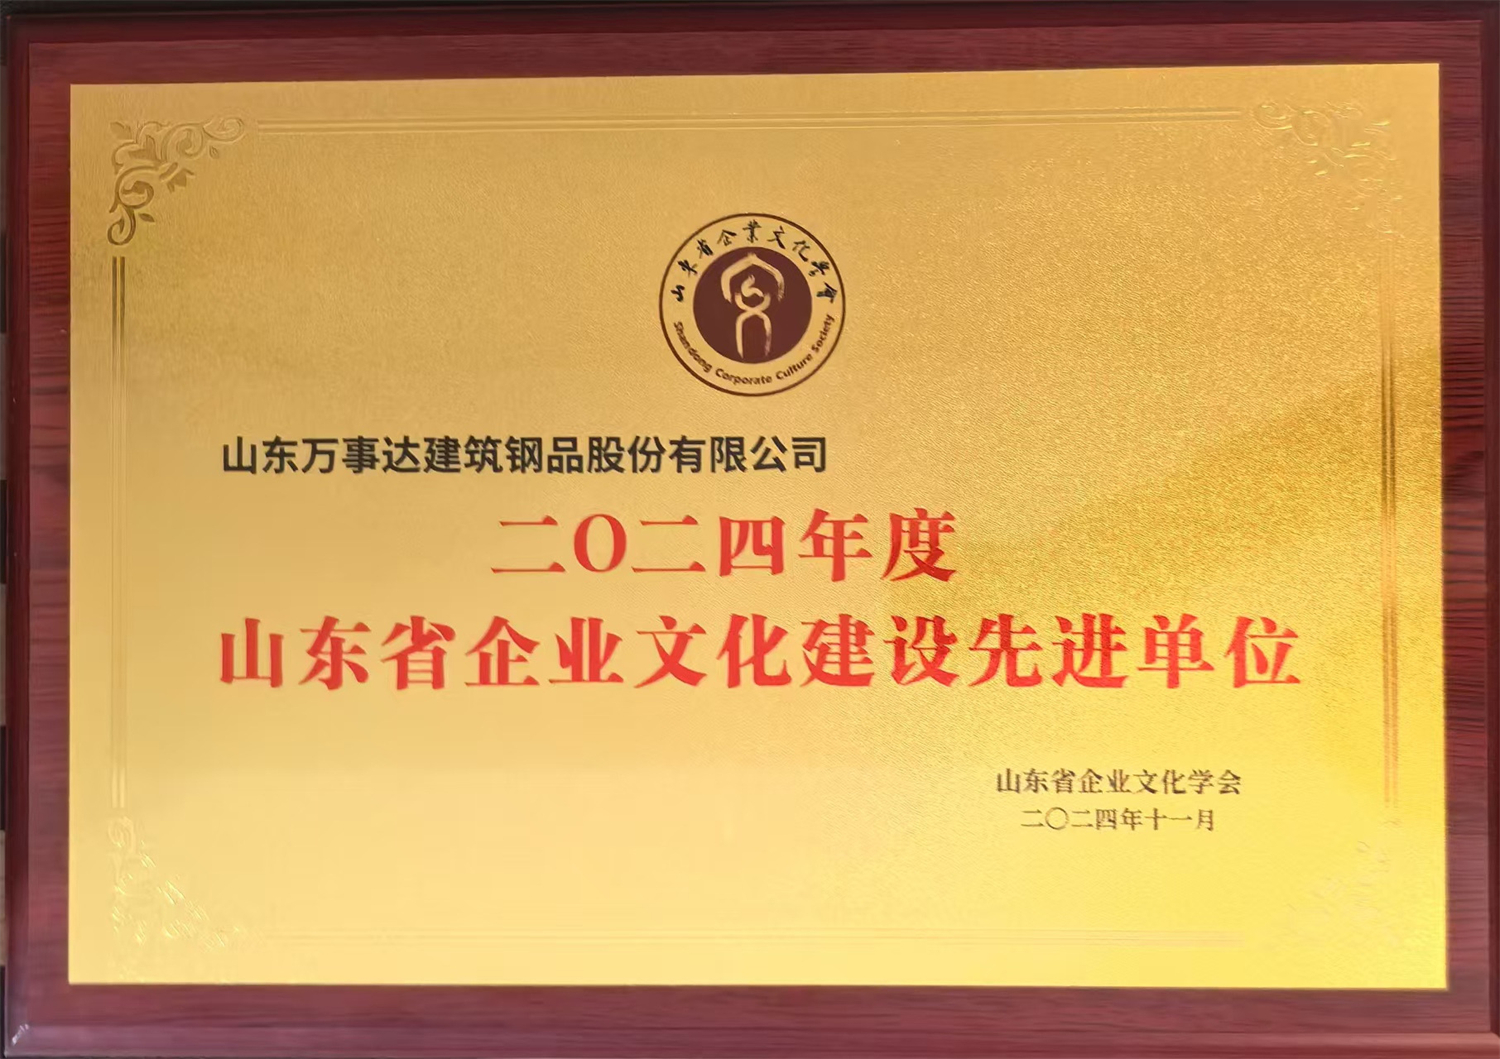 山东省企業文化学會
Shandong Corporate Culture Society
山东万事达建筑钢品股份有限公司
二O二四年度
山东省企业文化建设先进单位
山东省企业文化学会
二〇二四年十一月